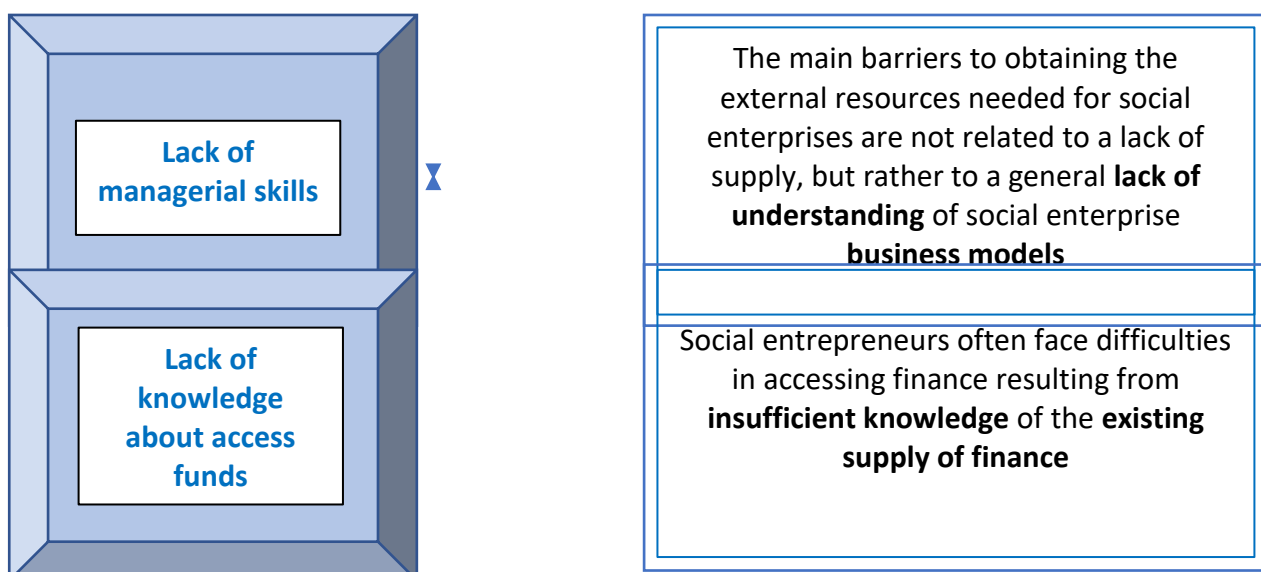 Lack of
managerial skills
The main barriers to obtaining the
external resources needed for social
enterprises are not related to a lack of
supply, but rather to a general lack of
understanding of social enterprise
business models
Lack of
knowledge
about access
funds
Social entrepreneurs often face difficulties
in accessing finance resulting from
insufficient knowledge of the existing
supply of finance